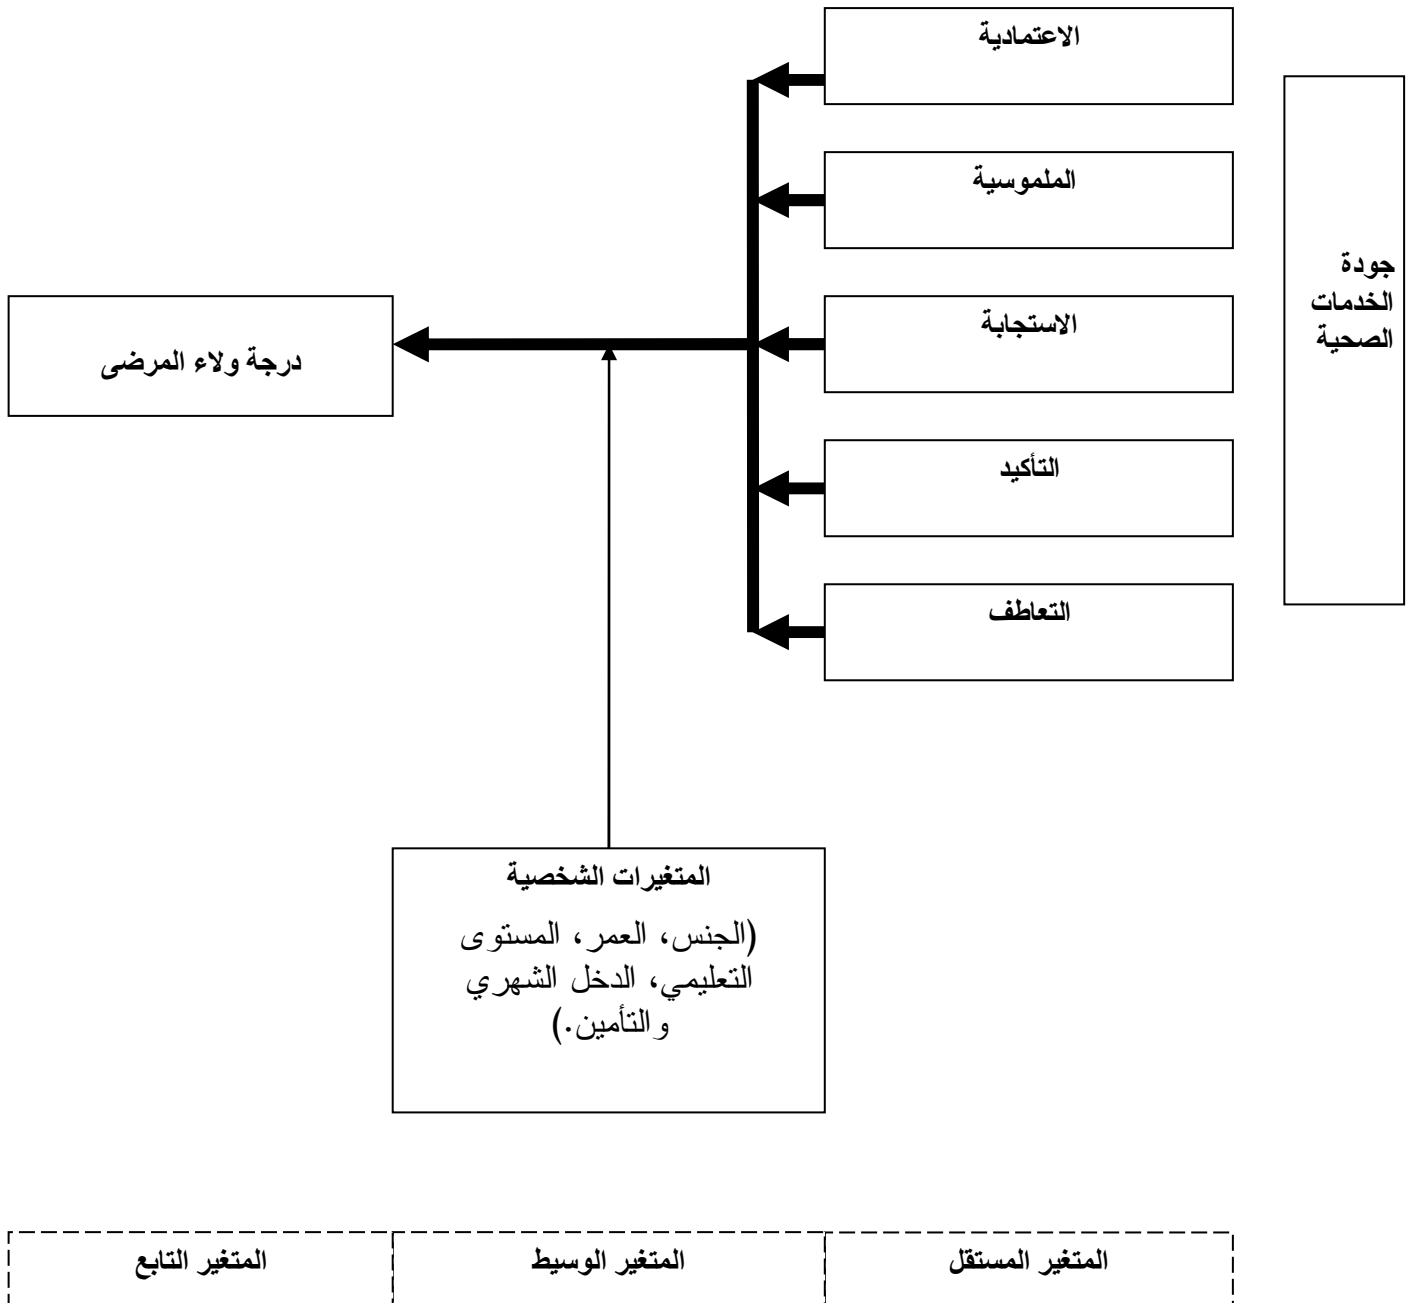 الاعتمادية
الملموسية
جودة
الخدمات
الصحية
الاستجابة
درجة ولاء المرضى
التأكيد
التعاطف
المتغيرات الشخصية
(الجنس، العمر، المستوى
التعليمي، الدخل الشهري
والتأمين.)
المتغير المستقل
المتغير الوسيط
المتغير التابع